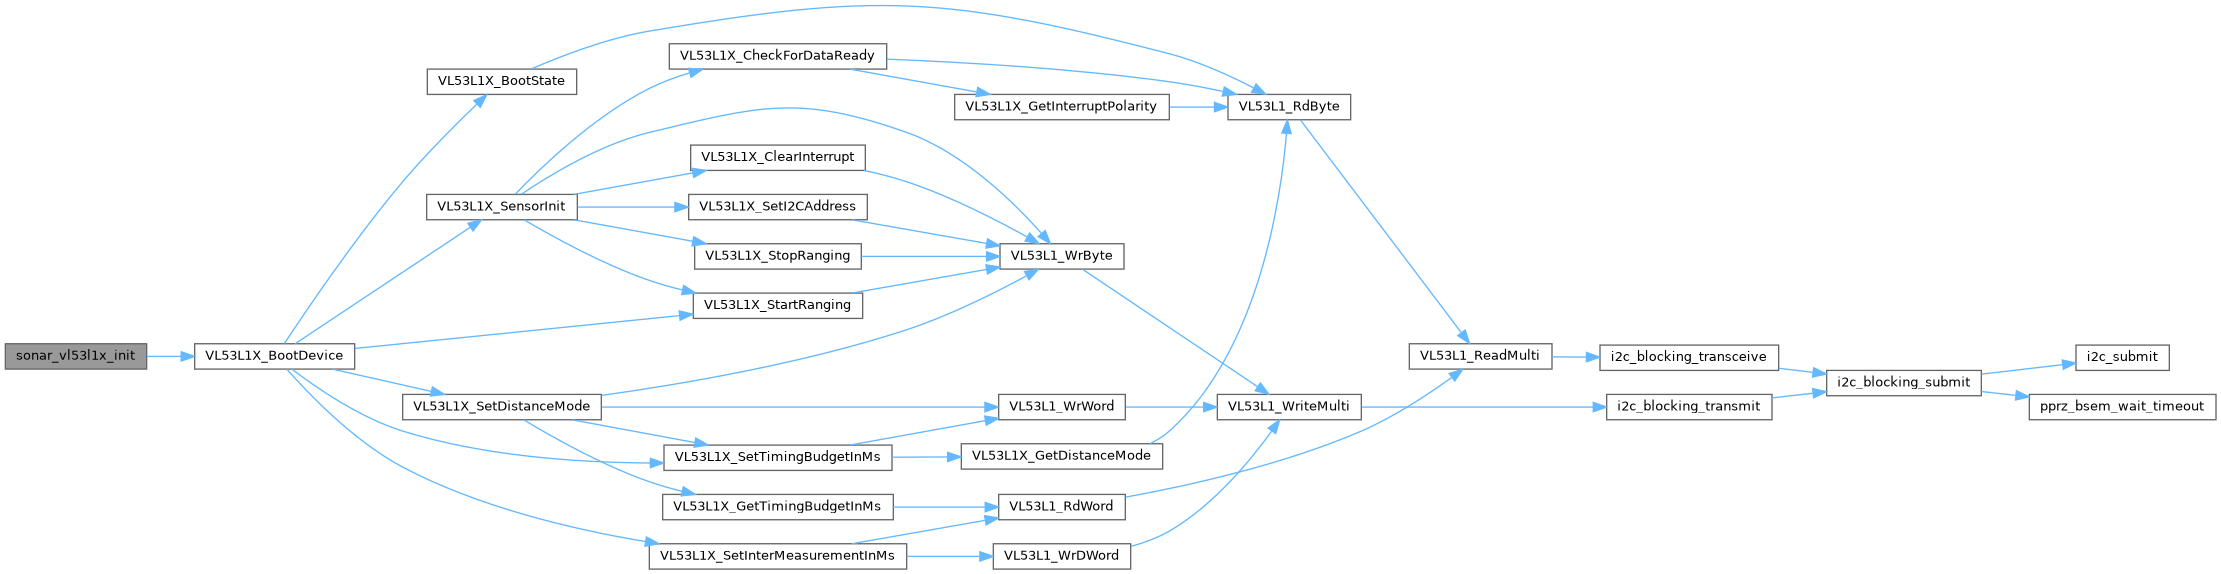 sonar_vl53l1x_init
VL53L1X_BootDevice
VL53L1X_BootState
VL53L1X_SensorInit
VL53L1X_SetDistanceMode
VL53L1X_CheckForDataReady
VL53L1X_ClearInterrupt
VL53L1X_SetI2CAddress
VL53L1X_StopRanging
VL53L1X_StartRanging
VL53L1X_SetTimingBudgetInMs
VL53L1X_GetTimingBudgetInMs
VL53L1X_SetInterMeasurementInMs
VL53L1X_GetInterruptPolarity
VL53L1_WrByte
VL53L1_WrWord
VL53L1X_GetDistanceMode
VL53L1_RdWord
VL53L1_WrDWord
VL53L1_RdByte
VL53L1_WriteMulti
VL53L1_ReadMulti
i2c_blocking_transceive
i2c_blocking_transmit
i2c_blocking_submit
i2c_submit
pprz_bsem_wait_timeout